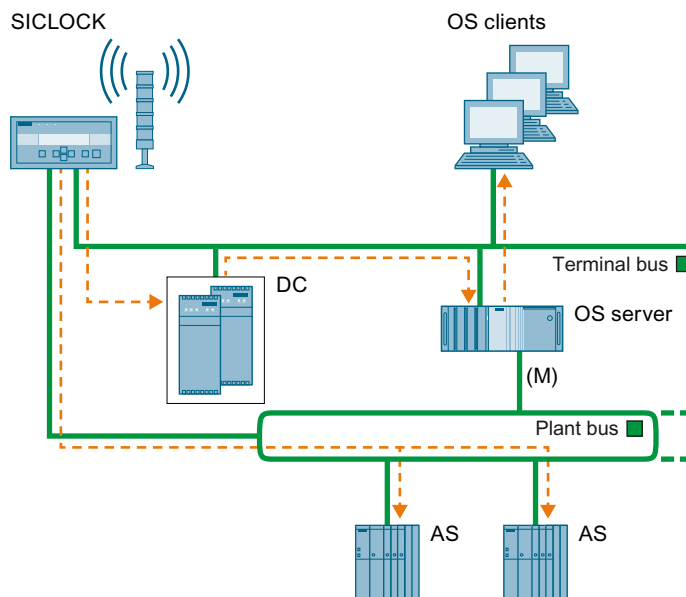 SICLOCK
OS clients
Terminal bus
DC
OS server
(M)
Plant bus
AS
AS